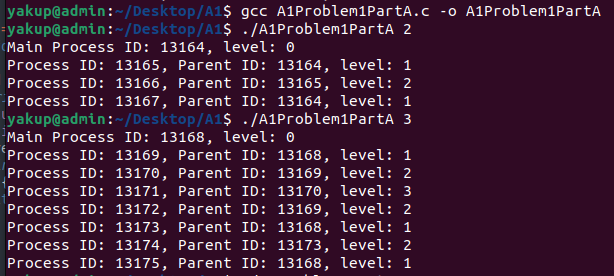 yakup@admin:~/Desktop/A1$ gcc A1Problem1PartA.c -o A1Problem1PartA
yakup@admin:~/Desktop/A1$ ./A1Problem1PartA 2
Main Process ID: 13164, level: 0
Process ID: 13165, Parent ID: 13164, level: 1
Process ID: 13166, Parent ID: 13165, level: 2
Process ID: 13167, Parent ID: 13164, level: 1
yakup@admin:~/Desktop/A1$ ./A1Problem1PartA 3
Main Process ID: 13168, level: 0
Process ID: 13169, Parent ID: 13168, level: 1
Process ID: 13170, Parent ID: 13169, level: 2
Process ID: 13171, Parent ID: 13170, level: 3
Process ID: 13172, Parent ID: 13169, level: 2
Process ID: 13173, Parent ID: 13168, level: 1
Process ID: 13174, Parent ID: 13173, level: 2
Process ID: 13175, Parent ID: 13168, level: 1